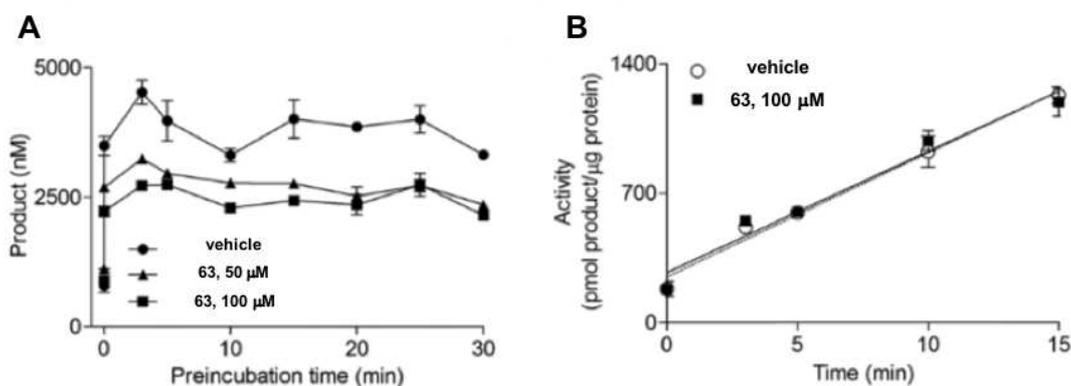 A
5000
2500
0
Product (nM)
vehicle
63, 50 μM
63, 100 μM
0 10 20 30
Preincubation time (min)
B
1400
700
0
Activity
(pmol product/μg protein)
vehicle
63, 100 μM
0 5 10 15
Time (min)